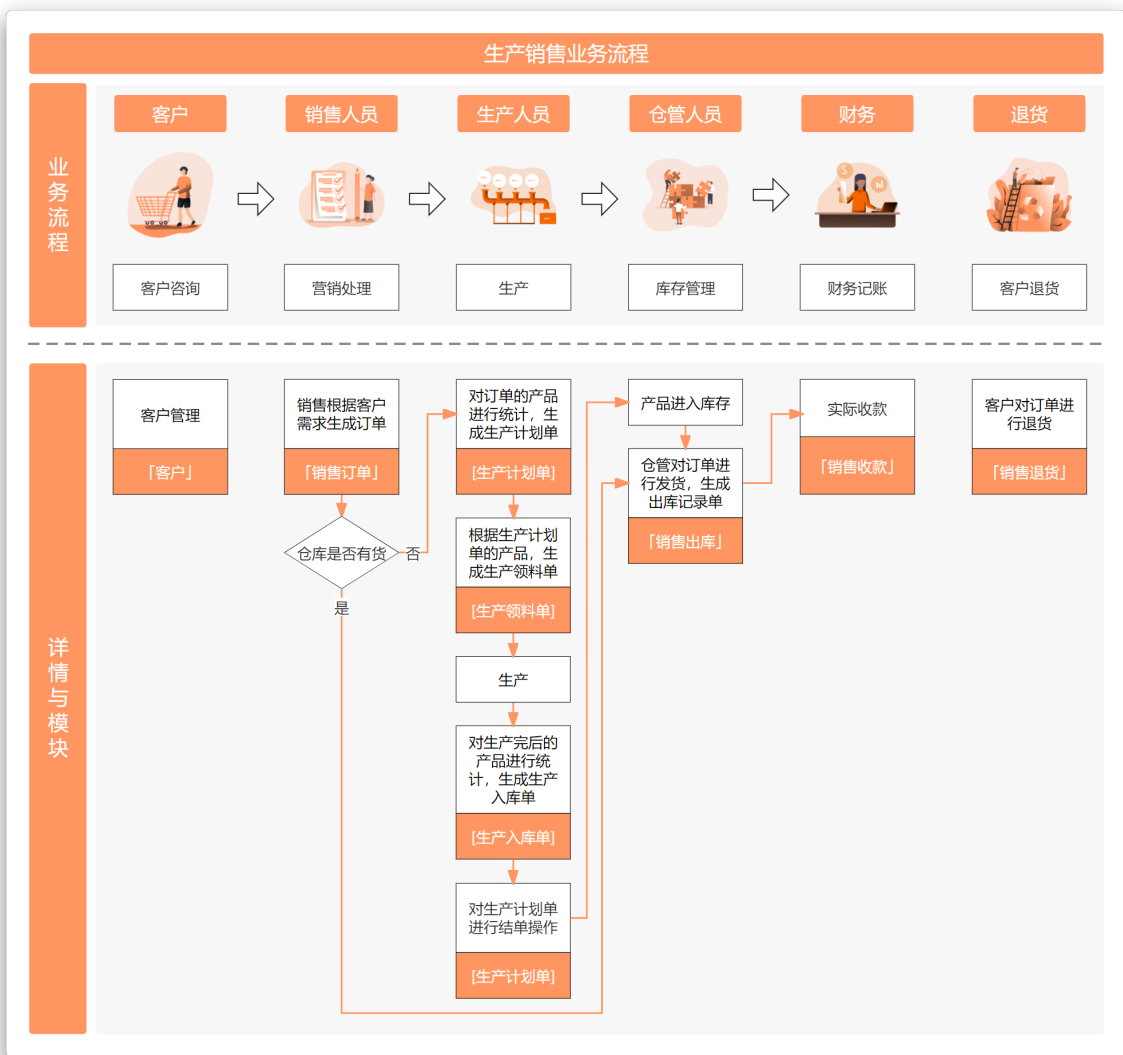 生产销售业务流程
业务流程
客户
销售人员
生产人员
仓管人员
财务
退货
客户咨询
营销处理
生产
库存管理
财务记账
客户退货
详情与模块
客户管理
「客户」
销售根据客户
需求生成订单
「销售订单」
仓库是否有货
否
是
对订单的产品
进行统计，生
成生产计划单
[生产计划单]
根据生产计划
单的产品，生
成生产领料单
[生产领料单]
生产
对生产完后的
产品进行统
计，生成生产
入库单
[生产入库单]
对生产计划单
进行结单操作
[生产计划单]
产品进入库存
仓管对订单进
行发货，生成
出库记录单
「销售出库」
实际收款
「销售收款」
客户对订单进
行退货
「销售退货」